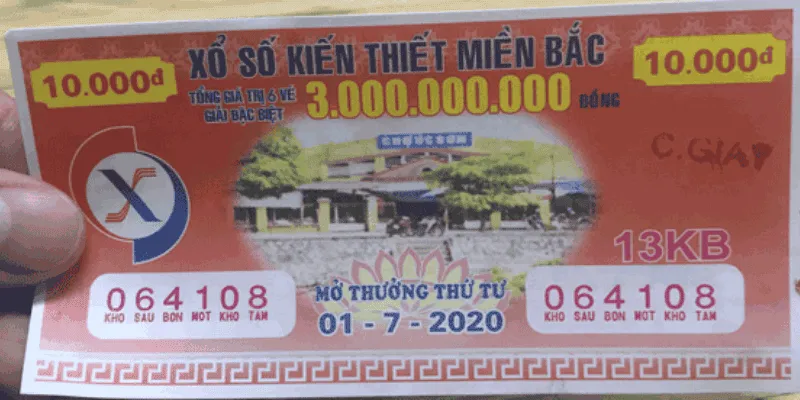 XỔ SỐ KIẾN THIẾT MIỀN BẮC
10.000đ
10.000đ
TỔNG GIÁ TRỊ 6 VÉ
GIẢI ĐẶC BIỆT
3.000.000.000 ĐỒNG
C.GIAP
X
13KB
MỞ THƯỞNG THỨ TƯ
01 - 7 - 2020
064108
KHO SAU BON MOT KHO TAM
064108
KHO SAU BON MOT KHO TAM